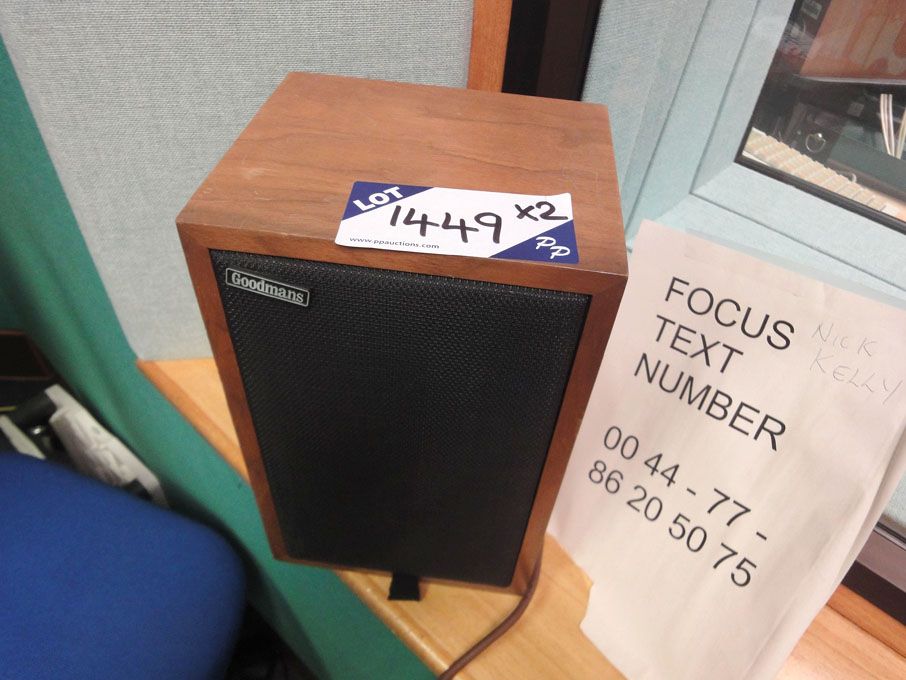 LOT
1449 x2
www.ppauctions.com
PP
Goodmans
FOCUS
TEXT
NUMBER
NICK
KELLY
00 44 - 77 -
86 20 50 75